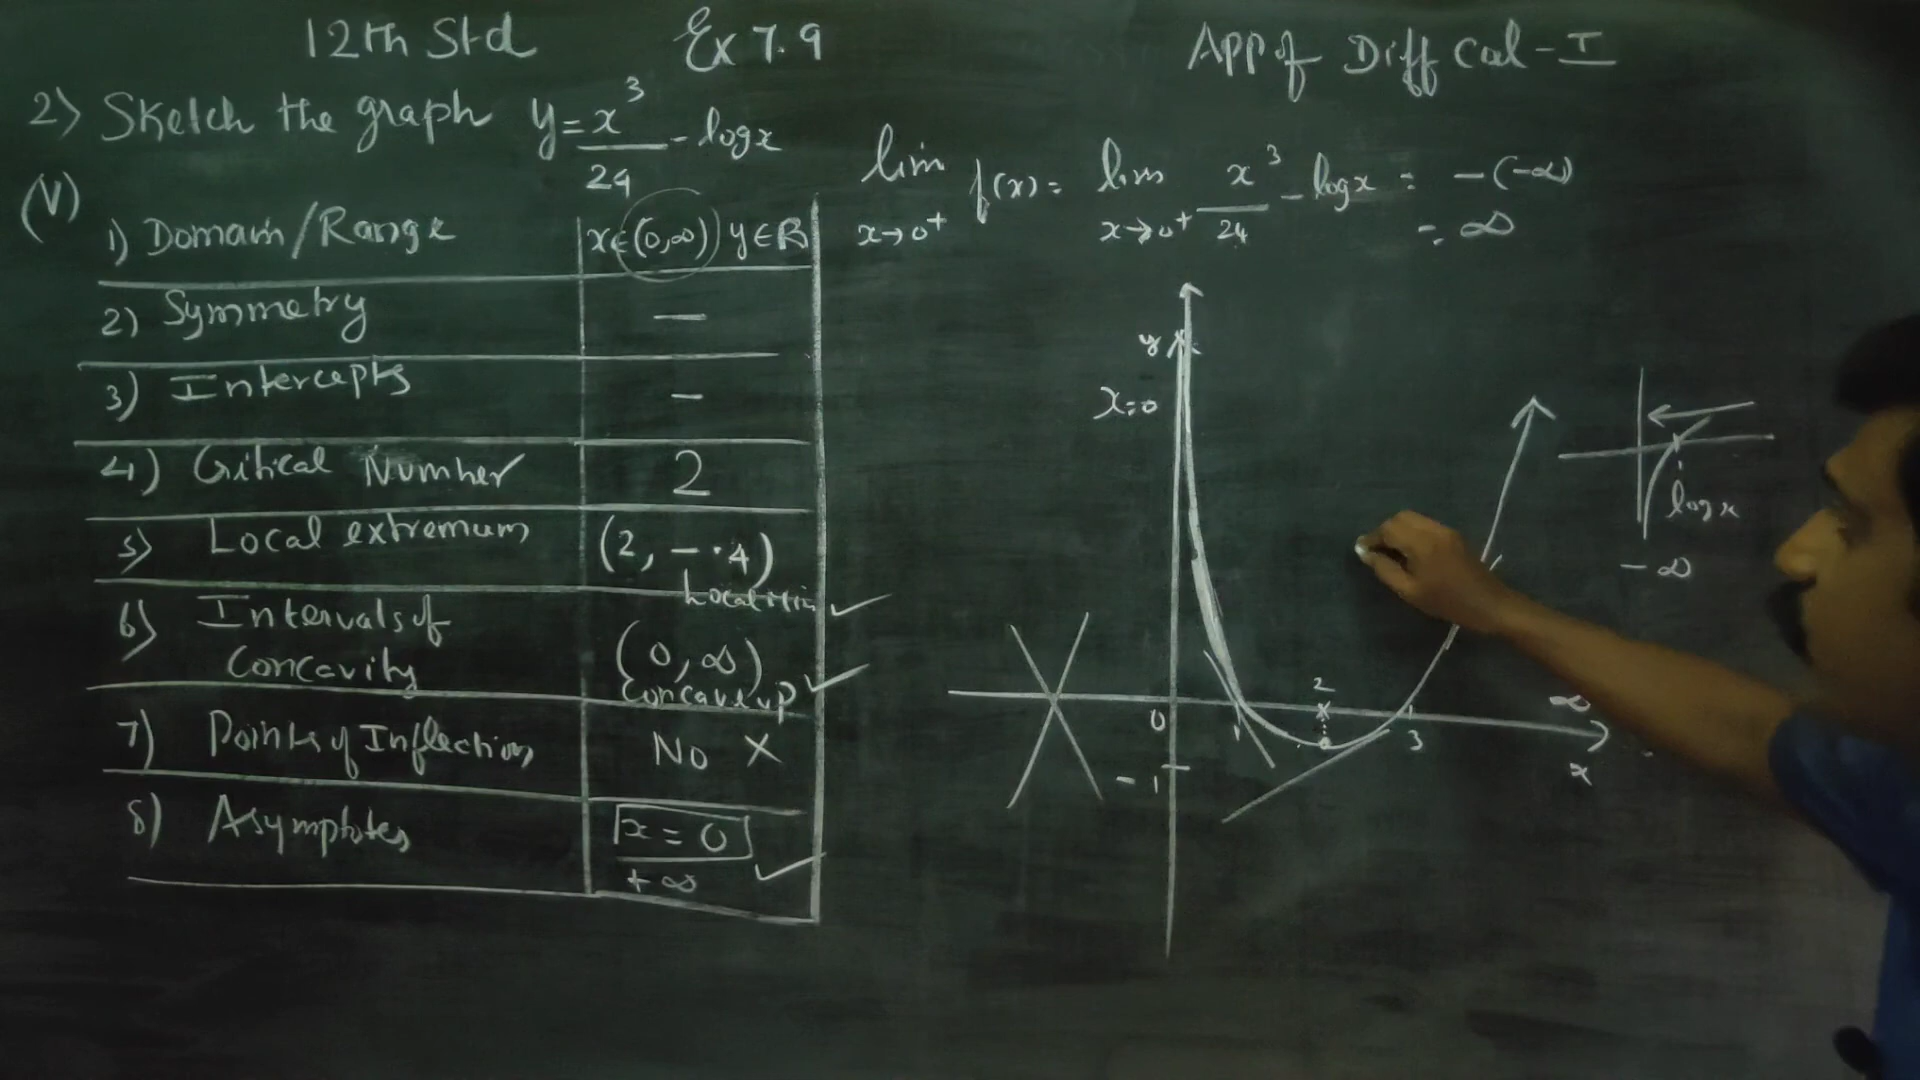 12th Std Ex 7.9 App of Diff Cal - I
2) Sketch the graph y = x³/24 - log x
(V)
1) Domain/Range x∈(0,∞) y∈R
2) Symmetry —
3) Intercepts -
4) Critical Number 2
5) Local extremum (2, -.4)
Local min ✓
6) Intervals of
Concavity (0, ∞)
Concave up ✓
7) Points of Inflection No X
8) Asymptotes x = 0
+ ∞ ✓
lim x→0⁺ f(x) = lim x→0⁺ x³/24 - log x = -(-∞)
= ∞
y
x=0
log x
- ∞
2
∞
0
1
3
-1
x